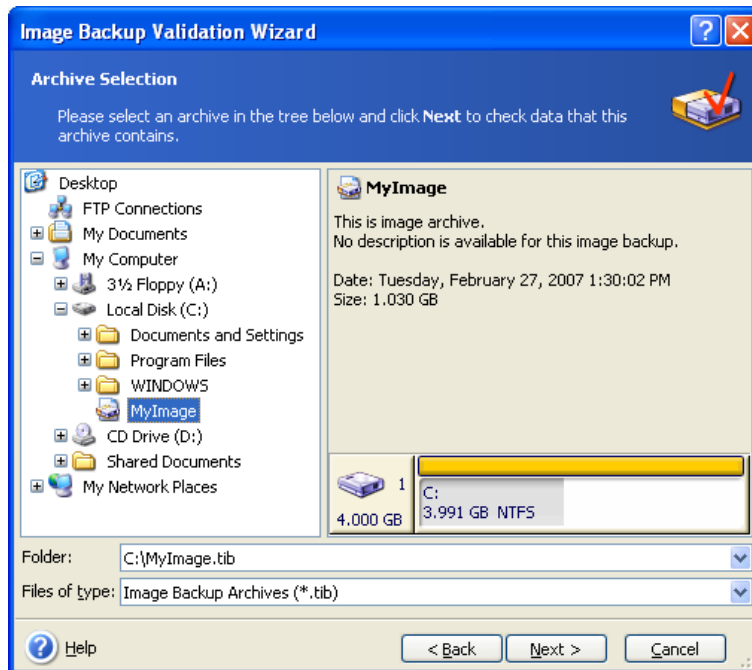 Image Backup Validation Wizard
Archive Selection
Please select an archive in the tree below and click Next to check data that this
archive contains.
Desktop
FTP Connections
My Documents
My Computer
3½ Floppy (A:)
Local Disk (C:)
Documents and Settings
Program Files
WINDOWS
MyImage
CD Drive (D:)
Shared Documents
My Network Places
MyImage
This is image archive.
No description is available for this image backup.
Date: Tuesday, February 27, 2007 1:30:02 PM
Size: 1.030 GB
1
4.000 GB
C:
3.991 GB NTFS
Folder: C:\MyImage.tib
Files of type: Image Backup Archives (*.tib)
Help
< Back
Next >
Cancel